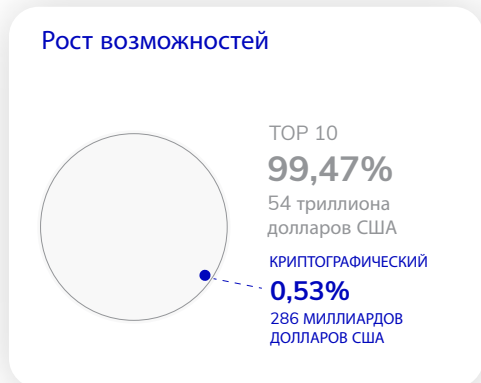 Рост возможностей
TOP 10
99,47%
54 триллиона
долларов США
КРИПТОГРАФИЧЕСКИЙ
0,53%
286 МИЛЛИАРДОВ
ДОЛЛАРОВ США